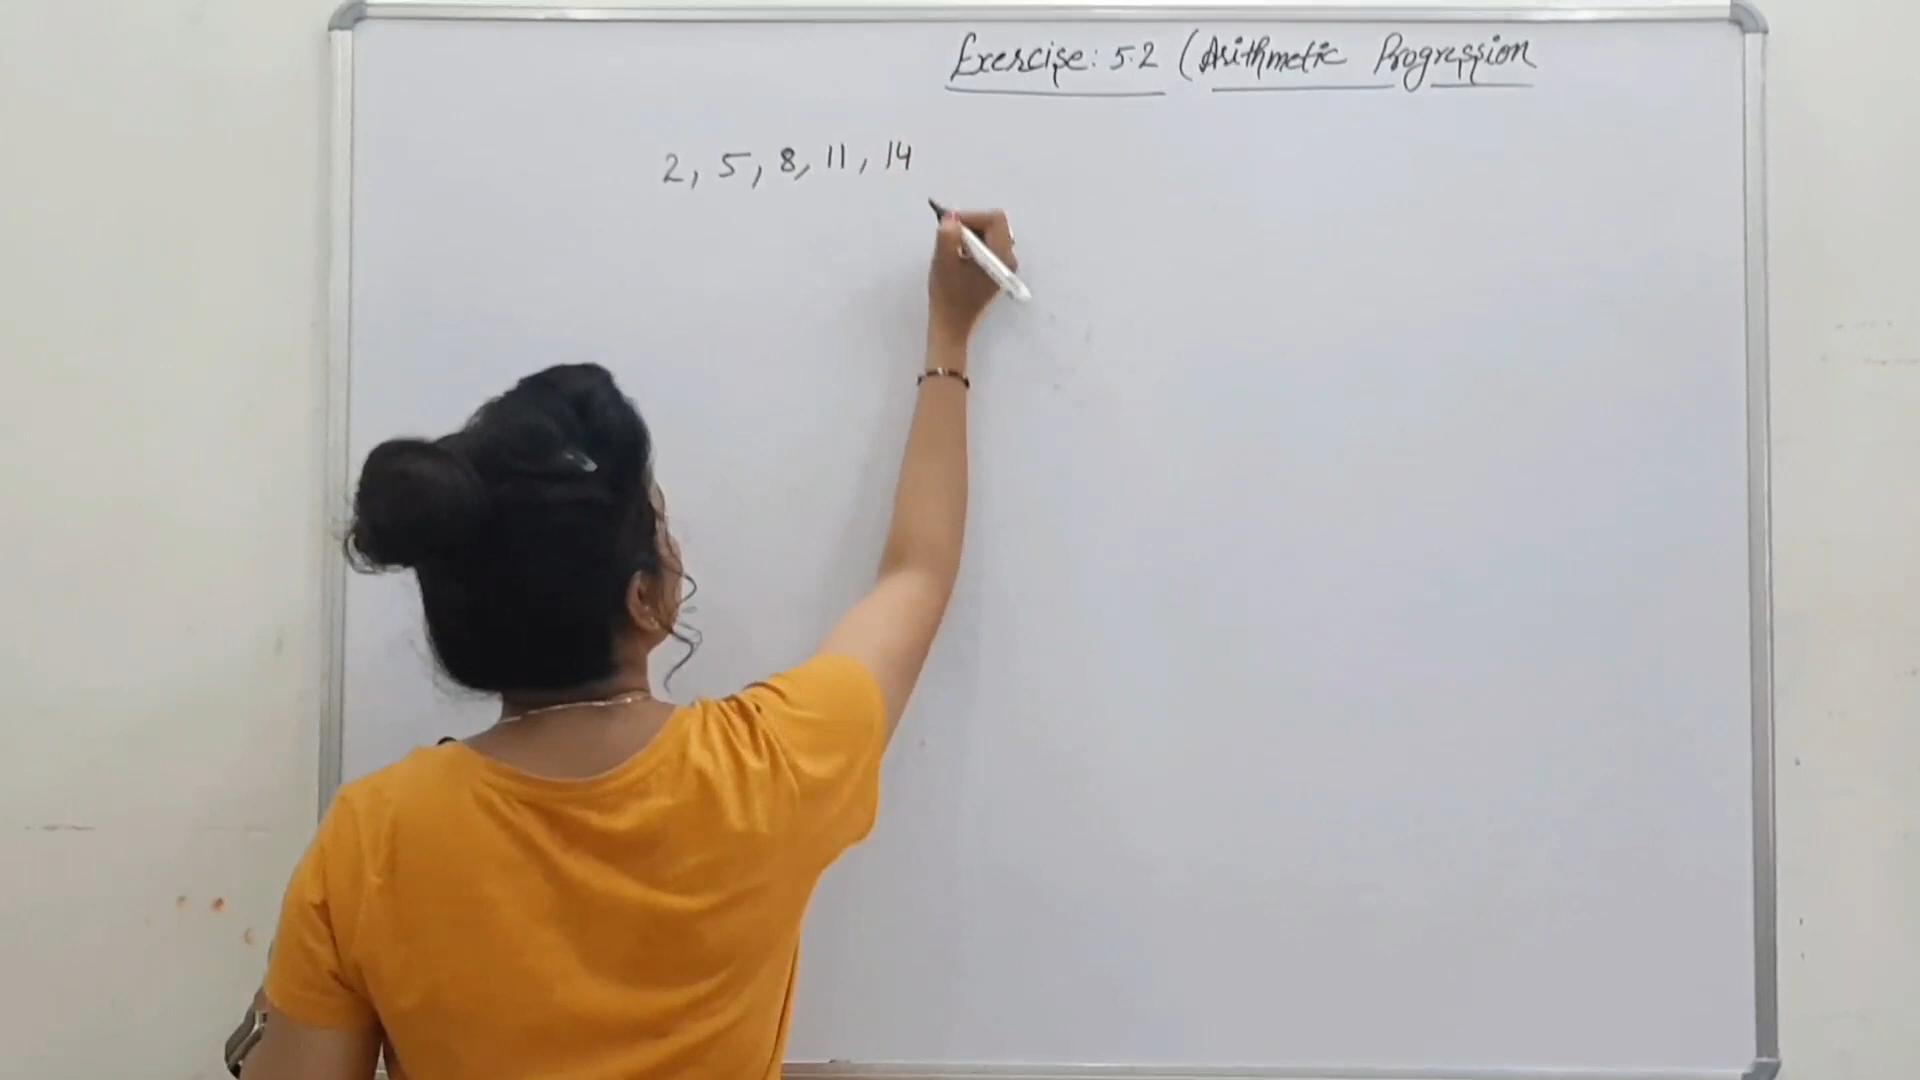 Exercise: 5.2 (Arithmetic Progression
2, 5, 8, 11, 14